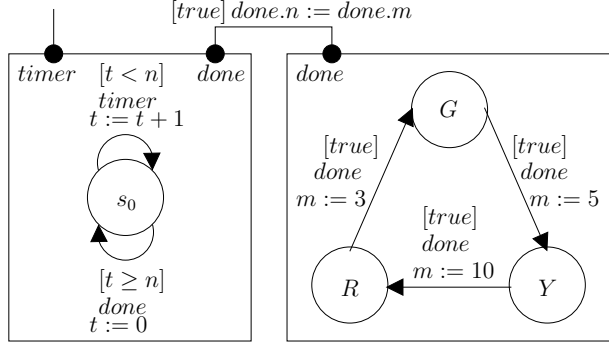 [true] done.n := done.m
timer
[t < n]
timer
t := t + 1
done
s₀
[t ≥ n]
done
t := 0
done
G
[true]
done
m := 3
[true]
done
m := 5
[true]
done
m := 10
R
Y